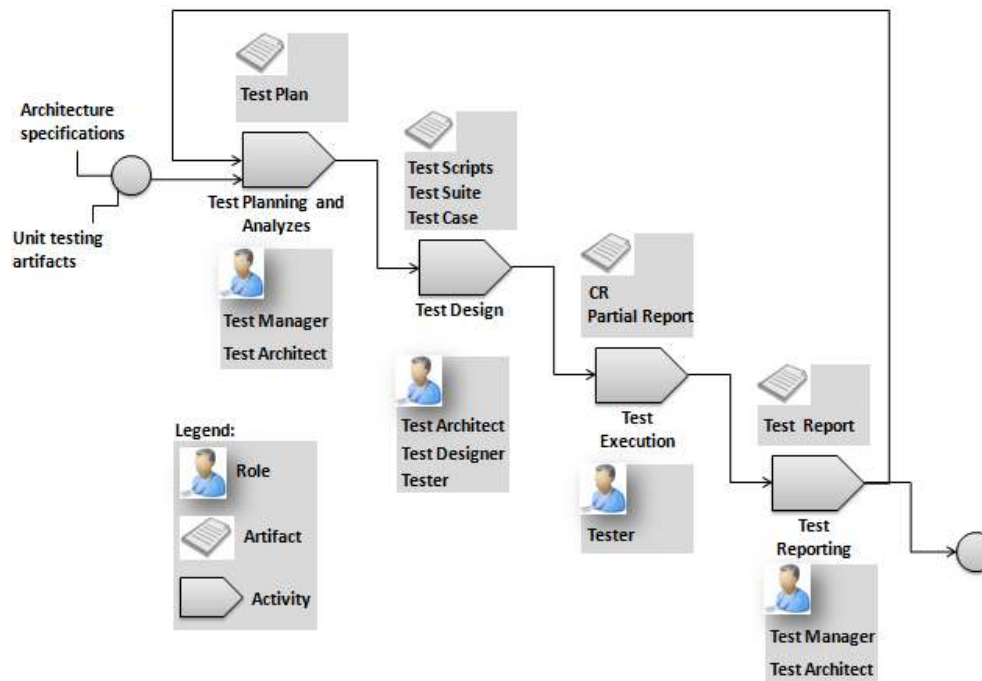 Test Plan
Architecture
specifications
Test Scripts
Test Suite
Test Case
Test Planning and
Analyzes
Unit testing
artifacts
CR
Partial Report
Test Design
Test Manager
Test Architect
Test Report
Test
Execution
Test Architect
Test Designer
Tester
Legend:
Role
Artifact
Activity
Tester
Test
Reporting
Test Manager
Test Architect